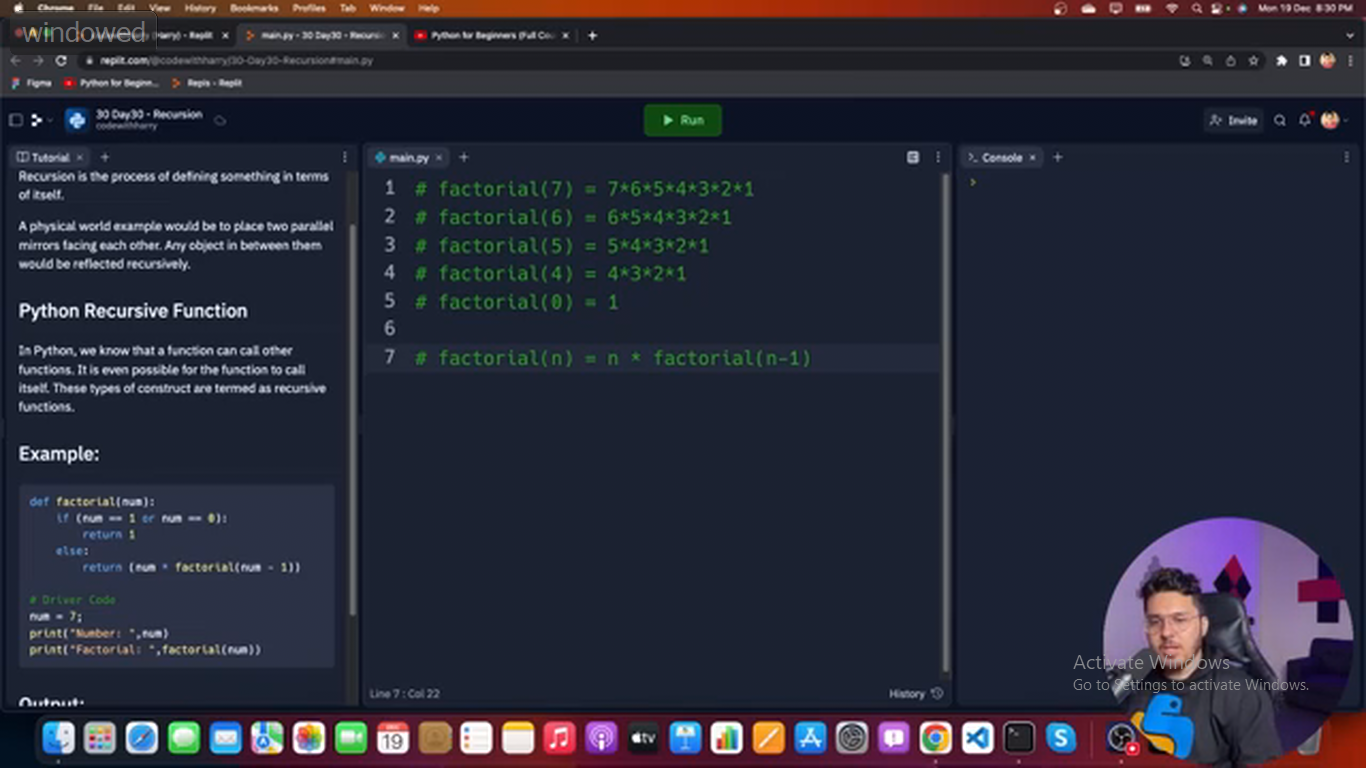 Chrome File Edit View History Bookmarks Profiles Tab Window Help
Mon 19 Dec 8:30 PM
windowed
Harry) - Replit
main.py - 30 Day30 - Recursi
Python for Beginners (Full Cou
replit.com/@codewithharry/30-Day30-Recursion#main.py
Figma
Python for Beginn...
Repls - Replit
30 Day30 - Recursion
codewithharry
Run
Invite
Tutorial
Recursion is the process of defining something in terms
of itself.
A physical world example would be to place two parallel
mirrors facing each other. Any object in between them
would be reflected recursively.
Python Recursive Function
In Python, we know that a function can call other
functions. It is even possible for the function to call
itself. These types of construct are termed as recursive
functions.
Example:
def factorial(num):
if (num == 1 or num == 0):
return 1
else:
return (num * factorial(num - 1))
# Driver Code
num = 7;
print("Number: ",num)
print("Factorial: ",factorial(num))
Output:
main.py
1 # factorial(7) = 7*6*5*4*3*2*1
2 # factorial(6) = 6*5*4*3*2*1
3 # factorial(5) = 5*4*3*2*1
4 # factorial(4) = 4*3*2*1
5 # factorial(0) = 1
6
7 # factorial(n) = n * factorial(n-1)
Line 7 : Col 22
History
Console
Activate Windows
Go to Settings to activate Windows.
19
tv